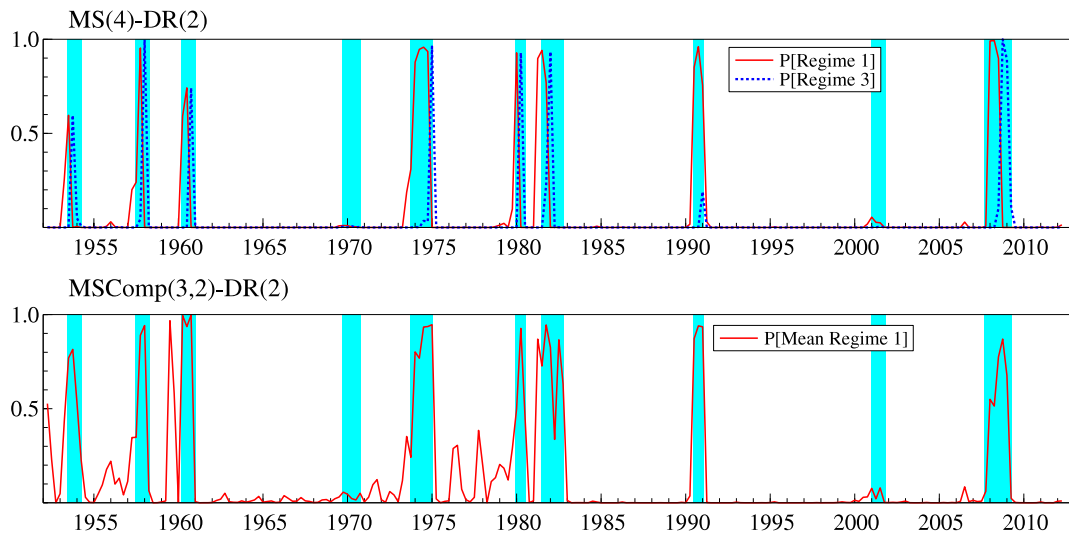 MS(4)-DR(2)
1.0
P[Regime 1]
P[Regime 3]
0.5
1955 1960 1965 1970 1975 1980 1985 1990 1995 2000 2005 2010
MSComp(3,2)-DR(2)
1.0
P[Mean Regime 1]
0.5
1955 1960 1965 1970 1975 1980 1985 1990 1995 2000 2005 2010